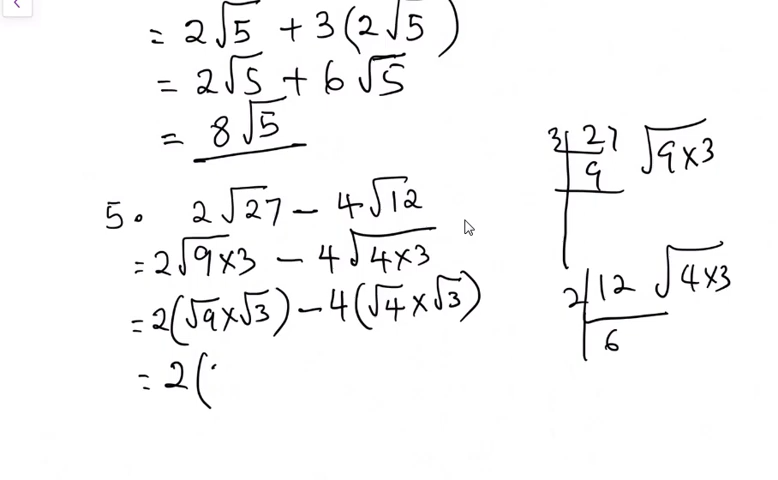 = 2√5 + 3(2√5)
= 2√5 + 6√5
= 8√5
5. 2√27 - 4√12
= 2√9×3 - 4√4×3
= 2(√9×√3) - 4(√4×√3)
= 2(
3 27 √9×3
9
2 12 √4×3
6